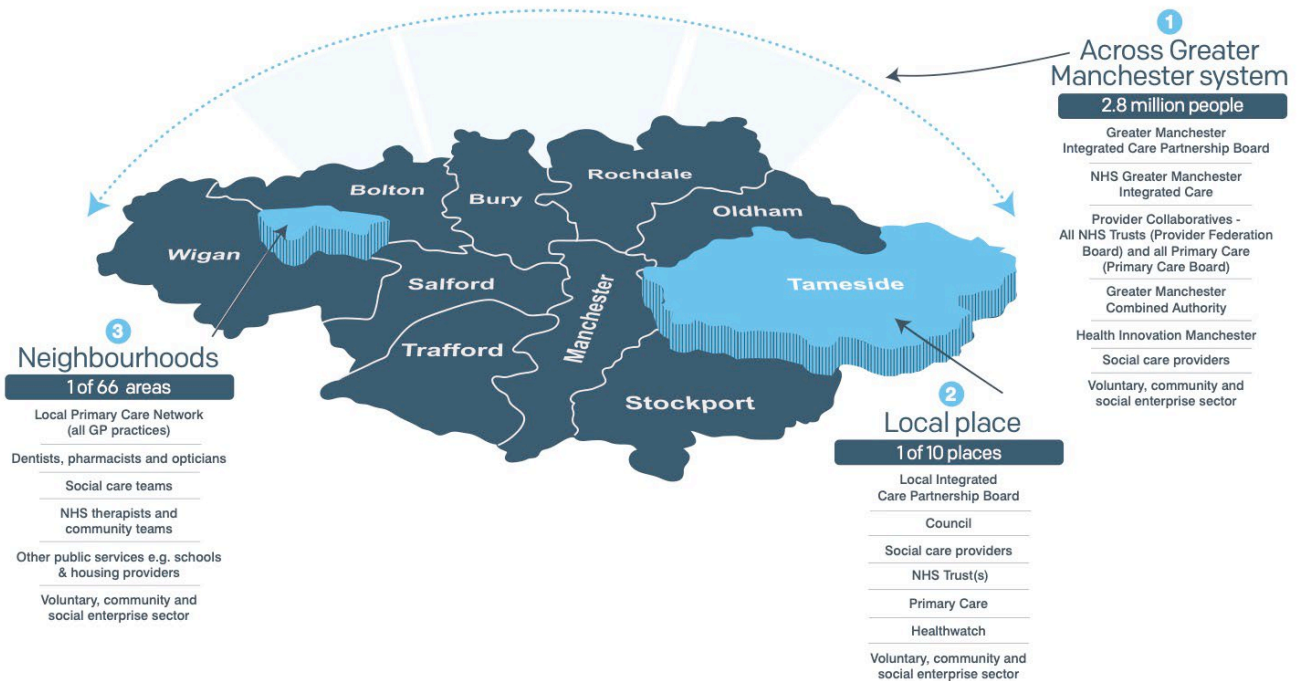 1
Across Greater
Manchester system
2.8 million people
Greater Manchester
Integrated Care Partnership Board
NHS Greater Manchester
Integrated Care
Provider Collaboratives -
All NHS Trusts (Provider Federation
Board) and all Primary Care
(Primary Care Board)
Greater Manchester
Combined Authority
Health Innovation Manchester
Social care providers
Voluntary, community and
social enterprise sector
Bolton
Bury
Rochdale
Oldham
Wigan
Salford
Manchester
Tameside
Trafford
Stockport
2
Local place
1 of 10 places
Local Integrated
Care Partnership Board
Council
Social care providers
NHS Trust(s)
Primary Care
Healthwatch
Voluntary, community and
social enterprise sector
3
Neighbourhoods
1 of 66 areas
Local Primary Care Network
(all GP practices)
Dentists, pharmacists and opticians
Social care teams
NHS therapists and
community teams
Other public services e.g. schools
& housing providers
Voluntary, community and
social enterprise sector